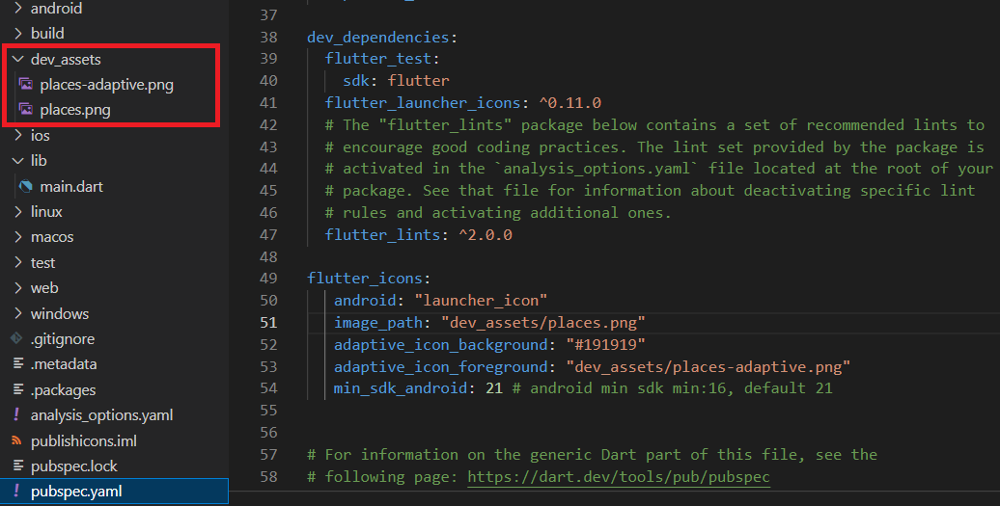 android
build
dev_assets
places-adaptive.png
places.png
ios
lib
main.dart
linux
macos
test
web
windows
.gitignore
.metadata
.packages
analysis_options.yaml
publishicons.iml
pubspec.lock
pubspec.yaml
37
38 dev_dependencies:
39 flutter_test:
40 sdk: flutter
41 flutter_launcher_icons: ^0.11.0
42 # The "flutter_lints" package below contains a set of recommended lints to
43 # encourage good coding practices. The lint set provided by the package is
44 # activated in the `analysis_options.yaml` file located at the root of your
45 # package. See that file for information about deactivating specific lint
46 # rules and activating additional ones.
47 flutter_lints: ^2.0.0
48
49 flutter_icons:
50 android: "launcher_icon"
51 image_path: "dev_assets/places.png"
52 adaptive_icon_background: "#191919"
53 adaptive_icon_foreground: "dev_assets/places-adaptive.png"
54 min_sdk_android: 21 # android min sdk min:16, default 21
55
56
57 # For information on the generic Dart part of this file, see the
58 # following page: https://dart.dev/tools/pub/pubspec